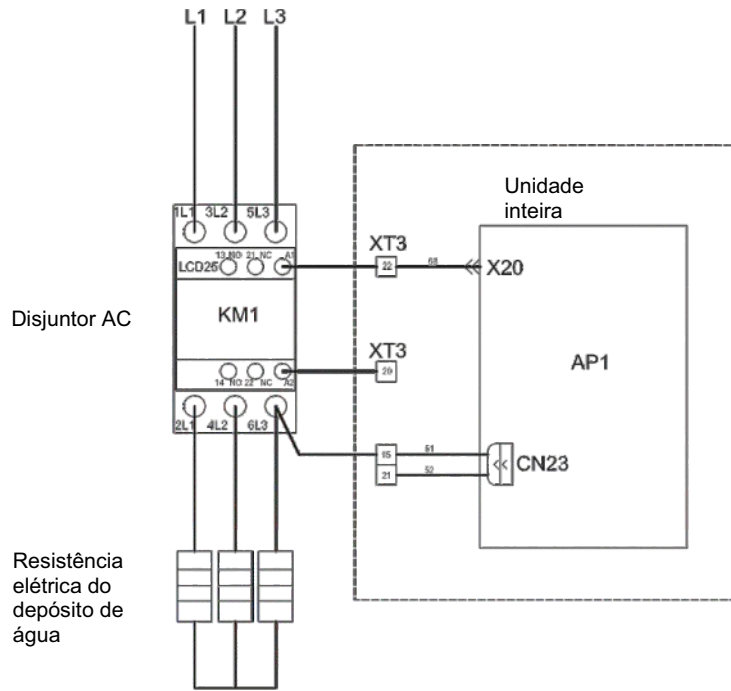 L1 L2 L3
Unidade
inteira
1L1 3L2 5L3
13 NO 21 NC A1
LCD25
XT3
22
68
X20
Disjuntor AC
KM1
XT3
20
AP1
14 NO 22 NC A2
2L1 4L2 6L3
15
51
21
52
CN23
Resistência
elétrica do
depósito de
água